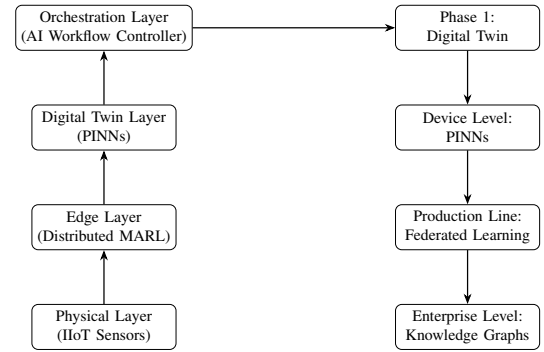 Orchestration Layer
(AI Workflow Controller)
Digital Twin Layer
(PINNs)
Edge Layer
(Distributed MARL)
Physical Layer
(IIoT Sensors)
Phase 1:
Digital Twin
Device Level:
PINNs
Production Line:
Federated Learning
Enterprise Level:
Knowledge Graphs